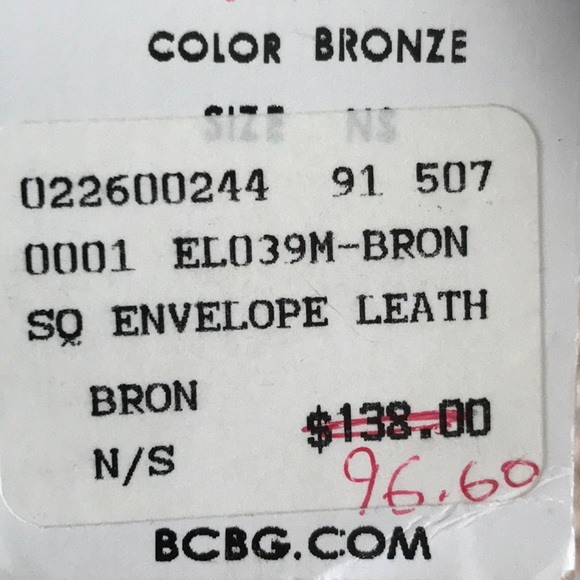 COLOR BRONZE
SIZE NS
022600244 91 507
0001 EL039M-BRON
SQ ENVELOPE LEATH
BRON
$138.00
N/S
96.60
BCBG.COM